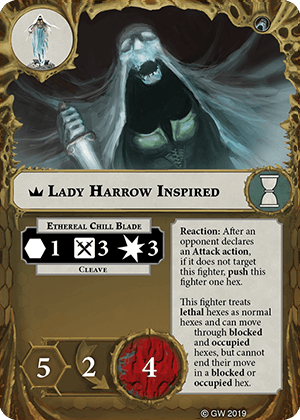 LADY HARROW INSPIRED
ETHEREAL CHILL BLADE
1 3 3
CLEAVE
Reaction: After an
opponent declares
an Attack action,
if it does not target
this fighter, push this
fighter one hex.
This fighter treats
lethal hexes as normal
hexes and can move
through blocked
and occupied
hexes, but cannot
end their move
in a blocked or
occupied hex.
5 2 4
© GW 2019